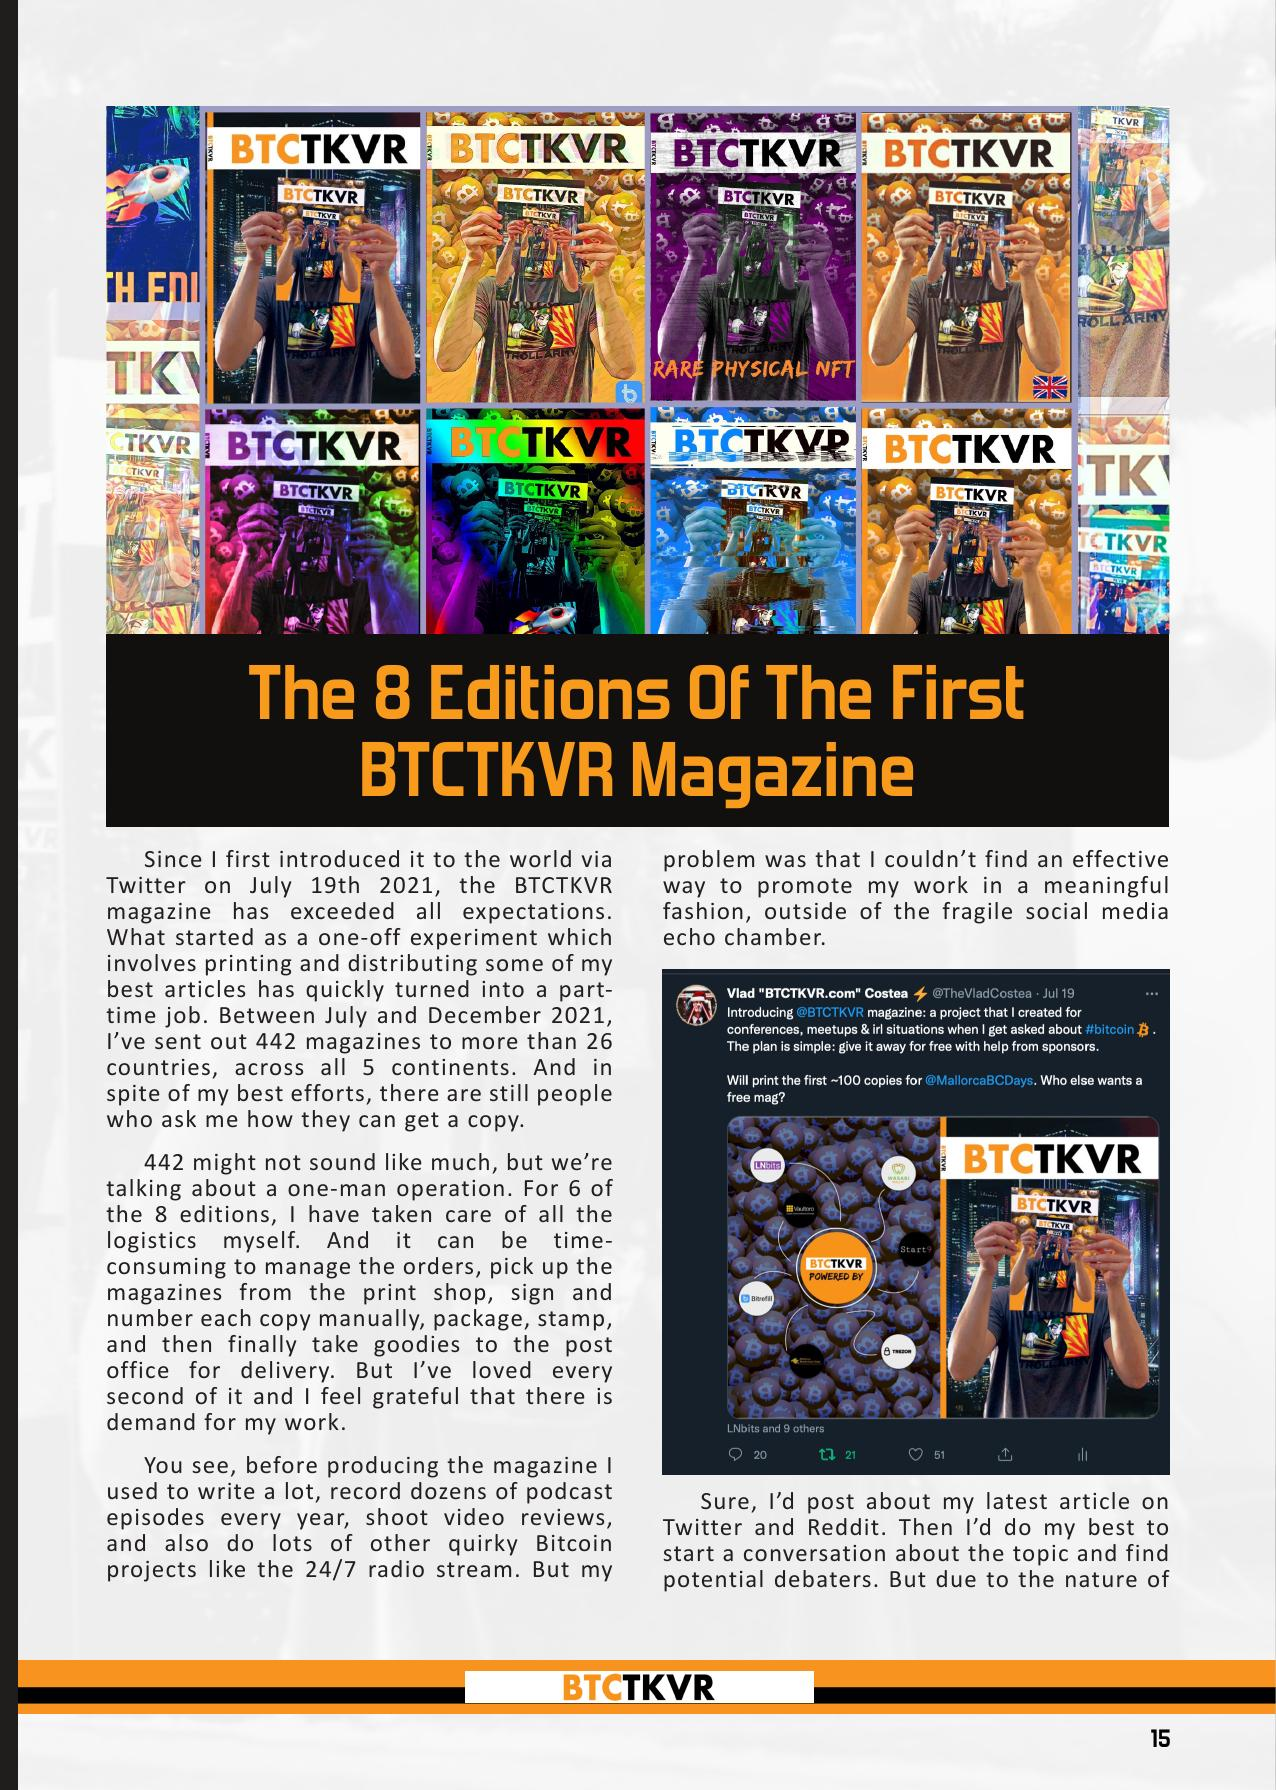 BTCTKVR
BTCTKVR
BTCTKVR
BTCTKVR
TH EDI
TKV
TROLLARMY
RARE PHYSICAL NFT
BTCTKVR
BTCTKVR
BTCTKVR
BTCTKVR
The 8 Editions Of The First
BTCTKVR Magazine
Since I first introduced it to the world via
Twitter on July 19th 2021, the BTCTKVR
magazine has exceeded all expectations.
What started as a one-off experiment which
involves printing and distributing some of my
best articles has quickly turned into a part-
time job. Between July and December 2021,
I’ve sent out 442 magazines to more than 26
countries, across all 5 continents. And in
spite of my best efforts, there are still people
who ask me how they can get a copy.
442 might not sound like much, but we’re
talking about a one-man operation. For 6 of
the 8 editions, I have taken care of all the
logistics myself. And it can be time-
consuming to manage the orders, pick up the
magazines from the print shop, sign and
number each copy manually, package, stamp,
and then finally take goodies to the post
office for delivery. But I’ve loved every
second of it and I feel grateful that there is
demand for my work.
You see, before producing the magazine I
used to write a lot, record dozens of podcast
episodes every year, shoot video reviews,
and also do lots of other quirky Bitcoin
projects like the 24/7 radio stream. But my
problem was that I couldn’t find an effective
way to promote my work in a meaningful
fashion, outside of the fragile social media
echo chamber.
Vlad "BTCTKVR.com" Costea ⚡ @TheVladCostea · Jul 19
Introducing @BTCTKVR magazine: a project that I created for
conferences, meetups & irl situations when I get asked about #bitcoin .
The plan is simple: give it away for free with help from sponsors.
Will print the first ~100 copies for @MallorcaBCDays. Who else wants a
free mag?
LNbits
WASABI
Vaultoro
Start9
BTCTKVR
POWERED BY
Bitrefill
TREZOR
BTCTKVR
BTCTKVR
LNbits and 9 others
20 21 51
Sure, I’d post about my latest article on
Twitter and Reddit. Then I’d do my best to
start a conversation about the topic and find
potential debaters. But due to the nature of
BTCTKVR
15